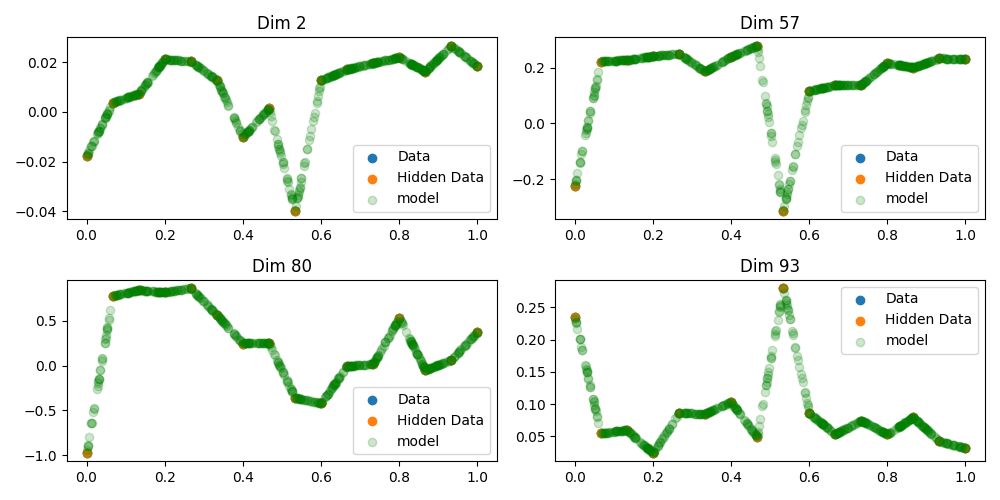 Dim 2
0.02
0.00
−0.02
−0.04
0.0 0.2 0.4 0.6 0.8 1.0
Data
Hidden Data
model
Dim 57
0.2
0.0
−0.2
0.0 0.2 0.4 0.6 0.8 1.0
Data
Hidden Data
model
Dim 80
0.5
0.0
−0.5
−1.0
0.0 0.2 0.4 0.6 0.8 1.0
Data
Hidden Data
model
Dim 93
0.25
0.20
0.15
0.10
0.05
0.0 0.2 0.4 0.6 0.8 1.0
Data
Hidden Data
model